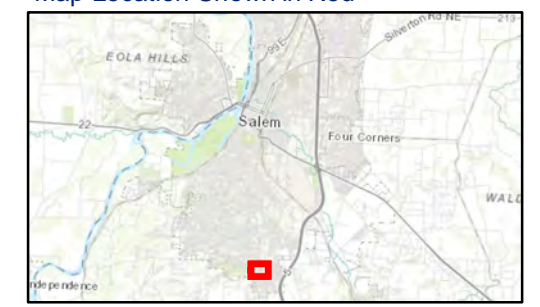 Map Location Shown in Red
Silverton Rd NE
213
99E
EOLA HILLS
Salem
22
Four Corners
WALD
Independence